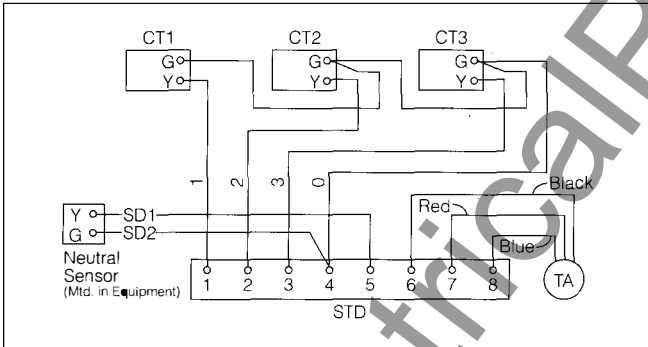 CT1
CT2
CT3
G
Y
G
Y
G
Y
1
2
3
0
Black
Red
Blue
Y
SD1
G
SD2
Neutral
Sensor
(Mtd. in Equipment)
1 2 3 4 5 6 7 8
TA
STD